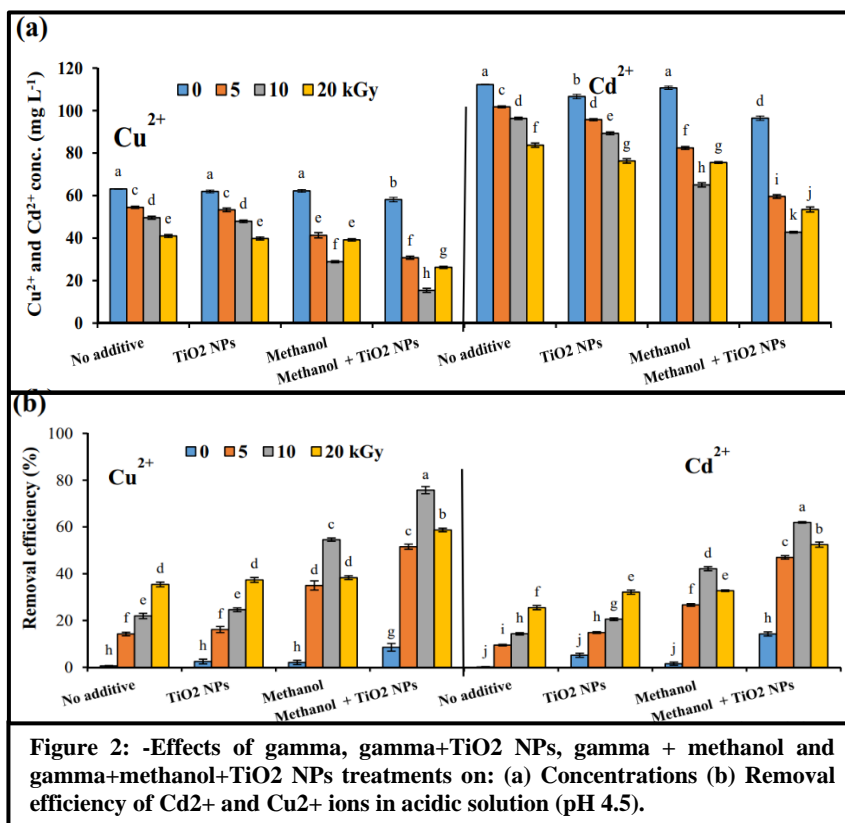 (a)
Cu²⁺ and Cd²⁺ conc. (mg L⁻¹)
120
100
80
60
40
20
0
0 5 10 20 kGy
Cu²⁺
Cd²⁺
a c d e
a c d e
a e f e
b f h g
a c d f
b d e g
a f h g
d i k j
No additive
TiO2 NPs
Methanol
Methanol + TiO2 NPs
No additive
TiO2 NPs
Methanol
Methanol + TiO2 NPs
(b)
Removal efficiency (%)
100
80
60
40
20
0
0 5 10 20 kGy
Cu²⁺
Cd²⁺
h f e d
h f e d
h d c d
g c a b
j i h f
j h g e
j f d e
h c a b
No additive
TiO2 NPs
Methanol
Methanol + TiO2 NPs
No additive
TiO2 NPs
Methanol
Methanol + TiO2 NPs
Figure 2: -Effects of gamma, gamma+TiO2 NPs, gamma + methanol and
gamma+methanol+TiO2 NPs treatments on: (a) Concentrations (b) Removal
efficiency of Cd2+ and Cu2+ ions in acidic solution (pH 4.5).